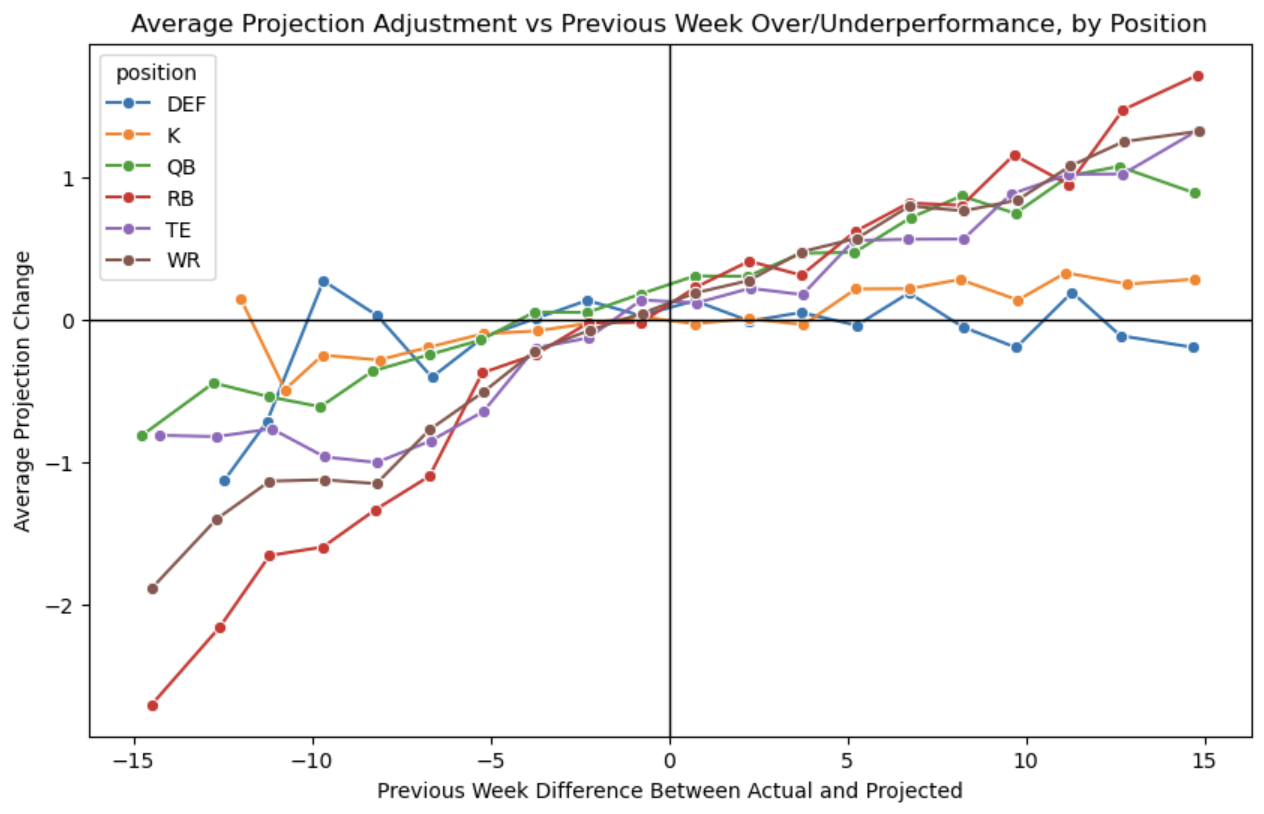 Average Projection Adjustment vs Previous Week Over/Underperformance, by Position
position
DEF
K
QB
RB
TE
WR
Average Projection Change
1
0
−1
−2
−15
−10
−5
0
5
10
15
Previous Week Difference Between Actual and Projected